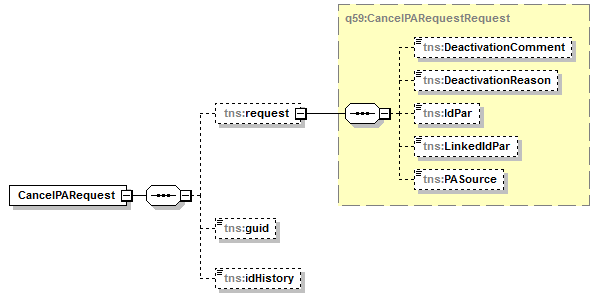 q59:CancelPARequestRequest
tns:DeactivationComment
tns:DeactivationReason
tns:request
tns:IdPar
tns:LinkedIdPar
tns:PASource
CancelPARequest
tns:guid
tns:idHistory